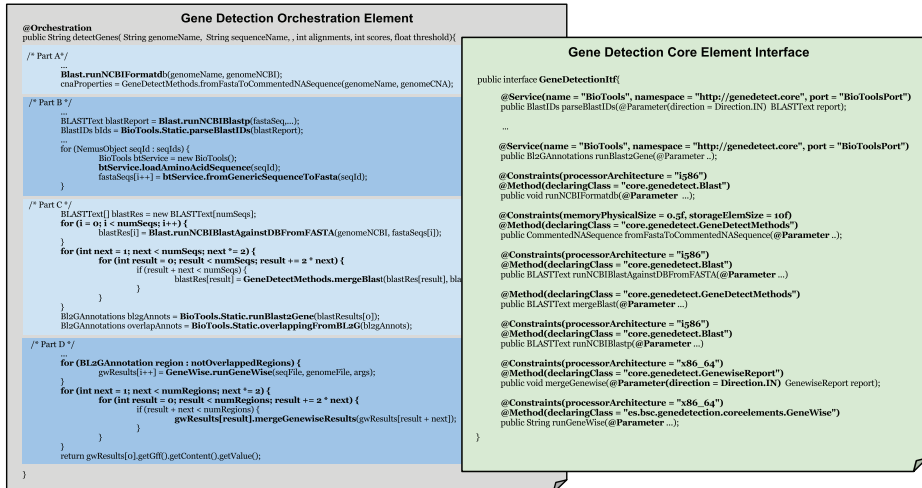 Gene Detection Orchestration Element
@Orchestration
public String detectGenes( String genomeName, String sequenceName, , int alignments, int scores, float threshold){
/* Part A*/
...
Blast.runNCBIFormatdb(genomeName, genomeNCBI);
cnaProperties = GeneDetectMethods.fromFastaToCommentedNASequence(genomeName, genomeCNA);
/* Part B */
...
BLASTText blastReport = Blast.runNCBIBlastp(fastaSeq,...);
BlastIDs bIds = BioTools.Static.parseBlastIDs(blastReport);
...
for (NemusObject seqId : seqIds) {
BioTools btService = new BioTools();
btService.loadAminoAcidSequence(seqId);
fastaSeqs[i++] = btService.fromGenericSequenceToFasta(seqId);
}
/* Part C */
BLASTText[] blastRes = new BLASTText[numSeqs];
for (i = 0; i < numSeqs; i++) {
blastRes[i] = Blast.runNCBIBlastAgainstDBFromFASTA(genomeNCBI, fastaSeqs[i]);
}
for (int next = 1; next < numSeqs; next *= 2) {
for (int result = 0; result < numSeqs; result += 2 * next) {
if (result + next < numSeqs) {
blastRes[result] = GeneDetectMethods.mergeBlast(blastRes[result], bla
}
}
}
Bl2GAnnotations bl2gAnnots = BioTools.Static.runBlast2Gene(blastResults[0]);
Bl2GAnnotations overlapAnnots = BioTools.Static.overlappingFromBL2G(bl2gAnnots);
/* Part D */
...
for (BL2GAnnotation region : notOverlappedRegions) {
gwResults[i++] = GeneWise.runGeneWise(seqFile, genomeFile, args);
}
for (int next = 1; next < numRegions; next *= 2) {
for (int result = 0; result < numRegions; result += 2 * next) {
if (result + next < numRegions) {
gwResults[result].mergeGenewiseResults(gwResults[result + next]);
}
}
}
return gwResults[0].getGff().getContent().getValue();
}
Gene Detection Core Element Interface
public interface GeneDetectionItf{
@Service(name = "BioTools", namespace = "http://genedetect.core", port = "BioToolsPort")
public BlastIDs parseBlastIDs(@Parameter(direction = Direction.IN) BLASTText report);
...
@Service(name = "BioTools", namespace = "http://genedetect.core", port = "BioToolsPort")
public Bl2GAnnotations runBlast2Gene(@Parameter ..);
@Constraints(processorArchitecture = "i586")
@Method(declaringClass = "core.genedetect.Blast")
public void runNCBIFormatdb(@Parameter ...);
@Constraints(memoryPhysicalSize = 0.5f, storageElemSize = 10f)
@Method(declaringClass = "core.genedetect.GeneDetectMethods")
public CommentedNASequence fromFastaToCommentedNASequence(@Parameter ..);
@Constraints(processorArchitecture = "i586")
@Method(declaringClass = "core.genedetect.Blast")
public BLASTText runNCBIBlastAgainstDBFromFASTA(@Parameter ...)
@Method(declaringClass = "core.genedetect.GeneDetectMethods")
public BLASTText mergeBlast(@Parameter ...)
@Constraints(processorArchitecture = "i586")
@Method(declaringClass = "core.genedetect.Blast")
public BLASTText runNCBIBlastp(@Parameter ...)
@Constraints(processorArchitecture = "x86_64")
@Method(declaringClass = "core.genedetect.GenewiseReport")
public void mergeGenewise(@Parameter(direction = Direction.IN) GenewiseReport report);
@Constraints(processorArchitecture = "x86_64")
@Method(declaringClass = "es.bsc.genedetection.coreelements.GeneWise")
public String runGeneWise(@Parameter ...);
}